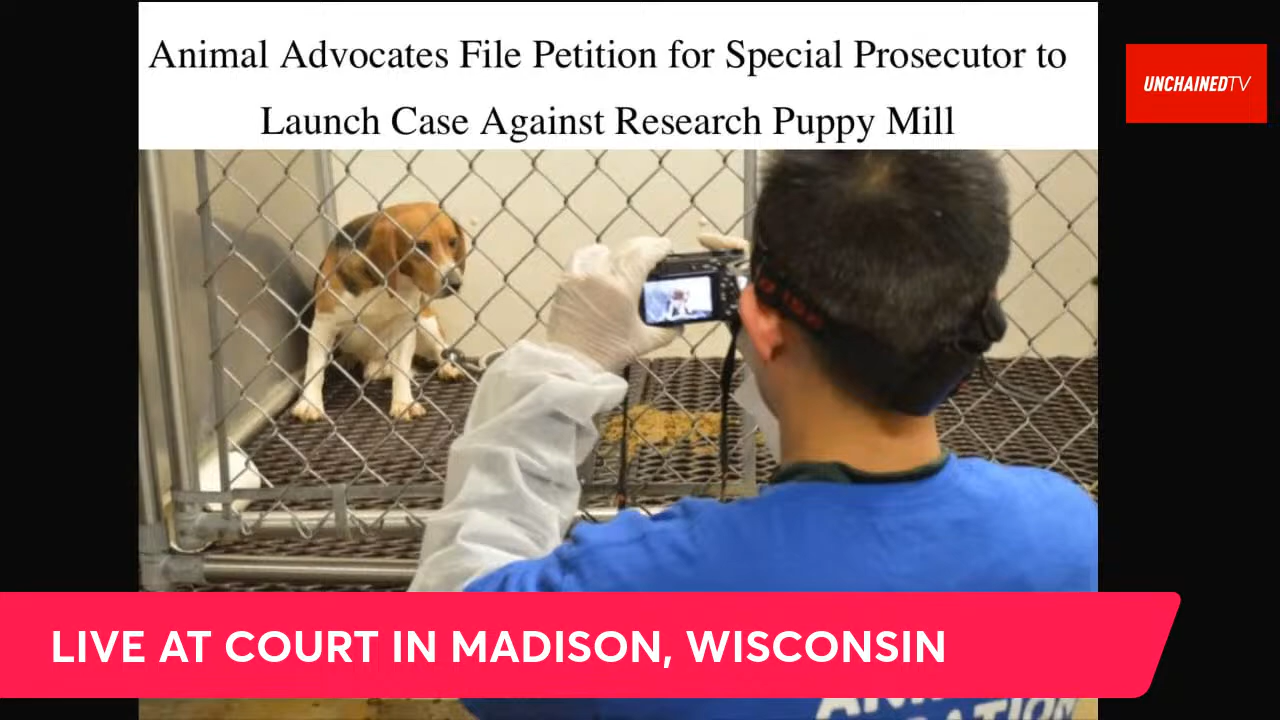 Animal Advocates File Petition for Special Prosecutor to
Launch Case Against Research Puppy Mill
UNCHAINEDTV
LIVE AT COURT IN MADISON, WISCONSIN